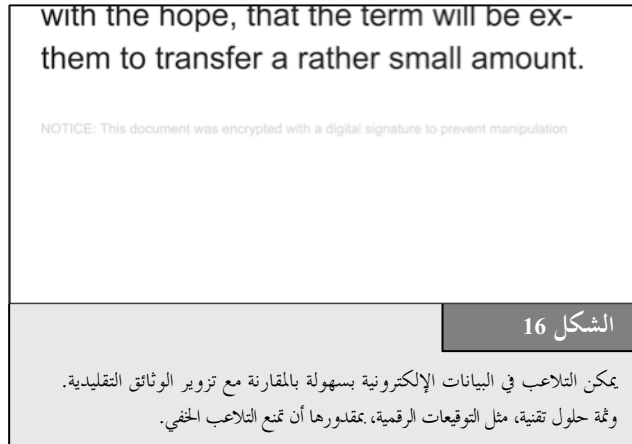 with the hope, that the term will be ex-
them to transfer a rather small amount.
NOTICE: This document was encrypted with a digital signature to prevent manipulation
الشكل 16
يمكن التلاعب في البيانات الإلكترونية بسهولة بالمقارنة مع تزوير الوثائق التقليدية.
وثمة حلول تقنية، مثل التوقيعات الرقمية، بمقدورها أن تمنع التلاعب الخفي.